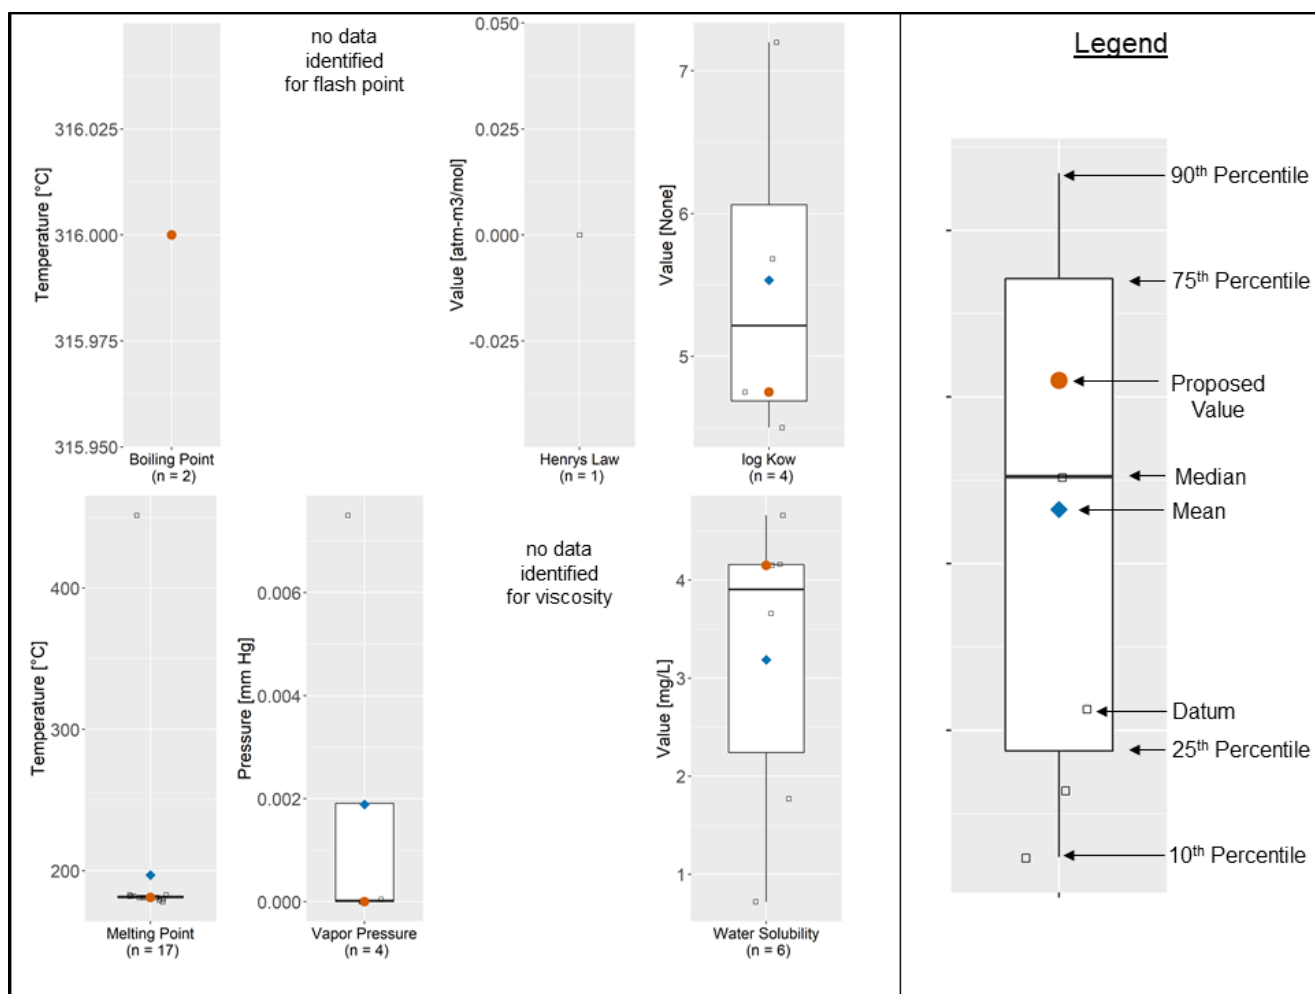 no data
identified
for flash point
Temperature [°C]
316.025
316.000
315.975
315.950
Boiling Point
(n = 2)
Value [atm-m3/mol]
0.050
0.025
0.000
-0.025
Henrys Law
(n = 1)
Value [None]
7
6
5
log Kow
(n = 4)
Temperature [°C]
400
300
200
Melting Point
(n = 17)
Pressure [mm Hg]
0.006
0.004
0.002
0.000
Vapor Pressure
(n = 4)
no data
identified
for viscosity
Value [mg/L]
4
3
2
1
Water Solubility
(n = 6)
Legend
90th Percentile
75th Percentile
Proposed
Value
Median
Mean
Datum
25th Percentile
10th Percentile